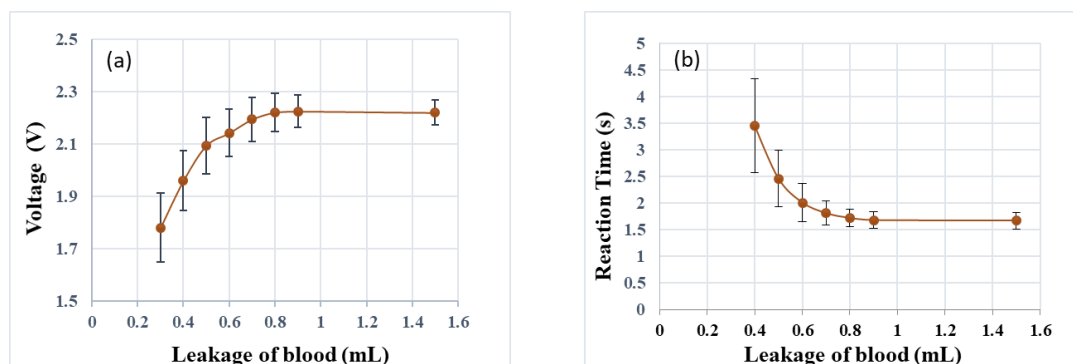 (a)
Voltage (V)
2.5
2.3
2.1
1.9
1.7
1.5
0 0.2 0.4 0.6 0.8 1 1.2 1.4 1.6
Leakage of blood (mL)
(b)
Reaction Time (s)
5
4.5
4
3.5
3
2.5
2
1.5
1
0.5
0
0 0.2 0.4 0.6 0.8 1 1.2 1.4 1.6
Leakage of blood (mL)